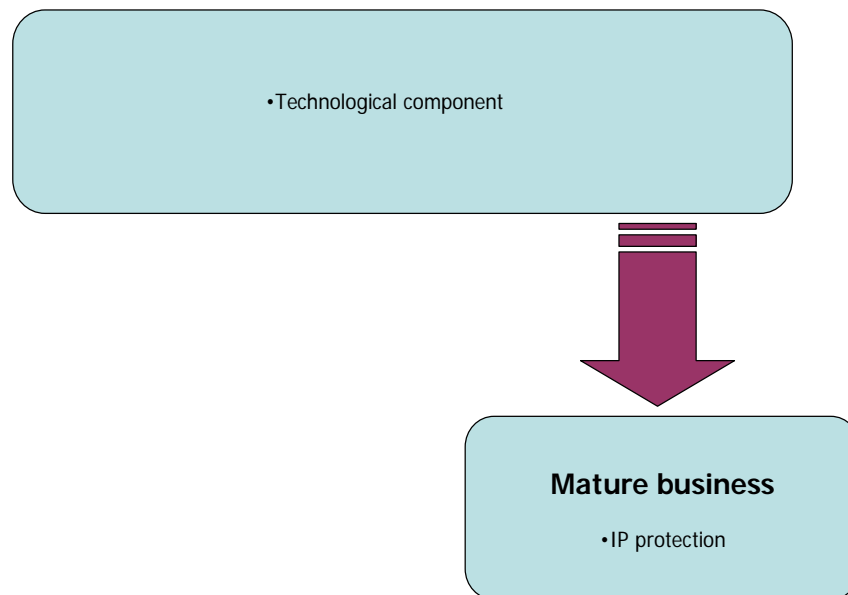 •Technological component
Mature business
•IP protection